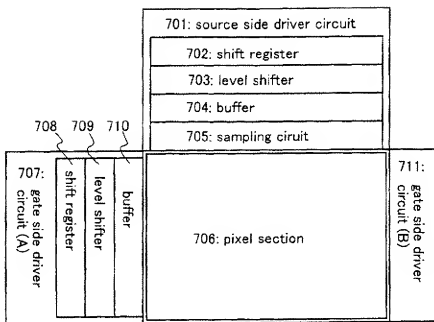 701: source side driver circuit
702: shift register
703: level shifter
704: buffer
705: sampling ciruit
708 709 710
707: gate side driver circuit (A)
shift register
level shifter
buffer
706: pixel section
711: gate side driver circuit (B)